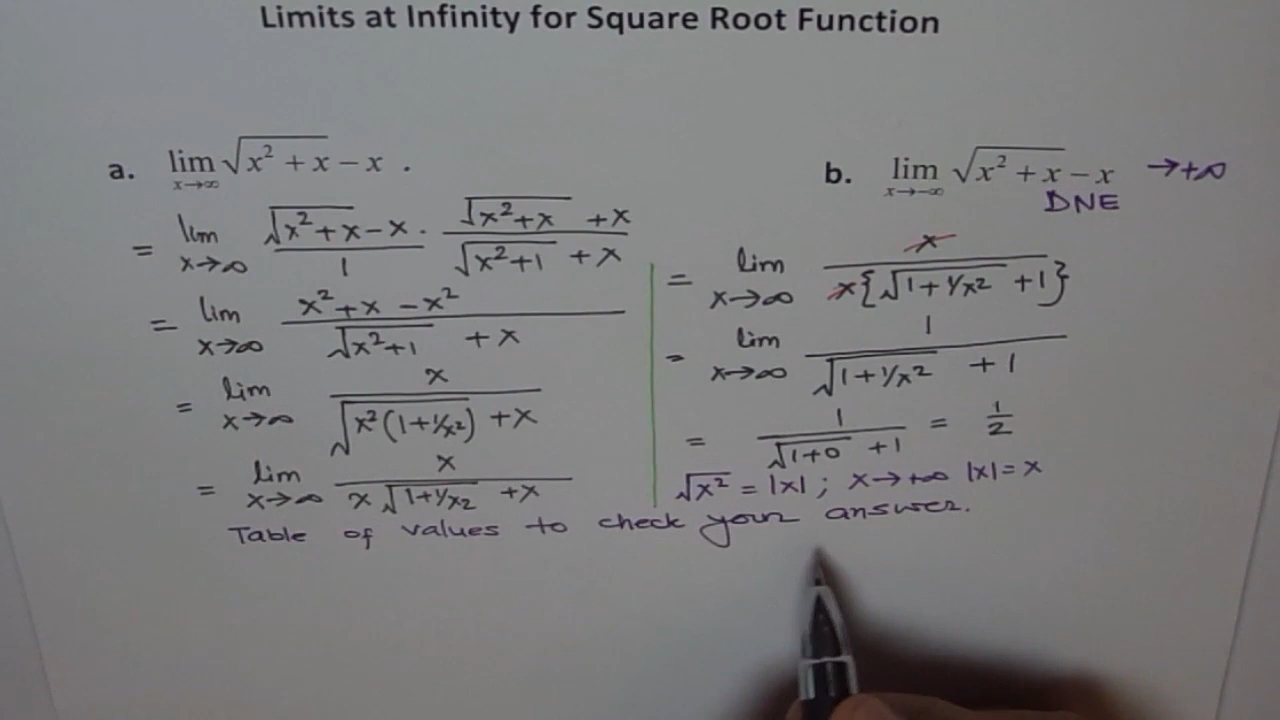 Limits at Infinity for Square Root Function
a. lim x→∞ √(x² + x) − x .
= lim x→∞ (√(x²+x) − x)/1 · (√(x²+x) + x)/(√(x²+1) + x)
= lim x→∞ (x²+x − x²)/(√(x²+1) + x)
= lim x→∞ x/(√(x²(1+1/x²)) + x)
= lim x→∞ x/(x√(1+1/x²) + x)
b. lim x→−∞ √(x² + x) − x → +∞
DNE
= lim x→∞ x/(x{√(1+1/x²) + 1})
= lim x→∞ 1/(√(1+1/x²) + 1)
= 1/(√(1+0) + 1) = 1/2
√x² = |x| ; x→+∞ |x| = x
Table of values to check your answer.